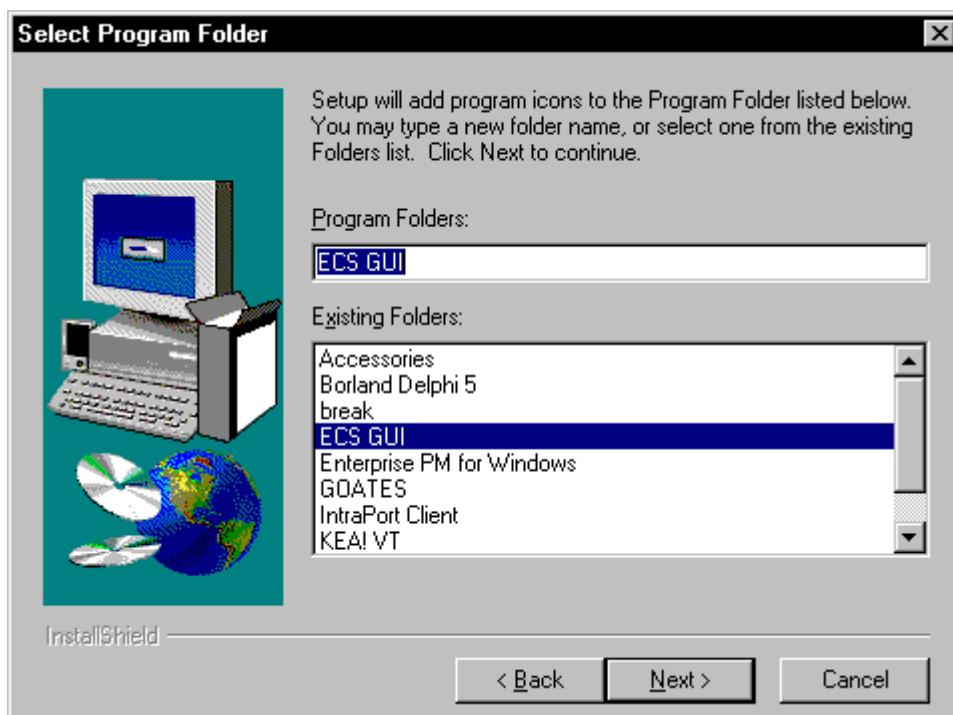 Select Program Folder
Setup will add program icons to the Program Folder listed below.
You may type a new folder name, or select one from the existing
Folders list. Click Next to continue.
Program Folders:
ECS GUI
Existing Folders:
Accessories
Borland Delphi 5
break
ECS GUI
Enterprise PM for Windows
GOATES
IntraPort Client
KEA! VT
InstallShield
< Back
Next >
Cancel